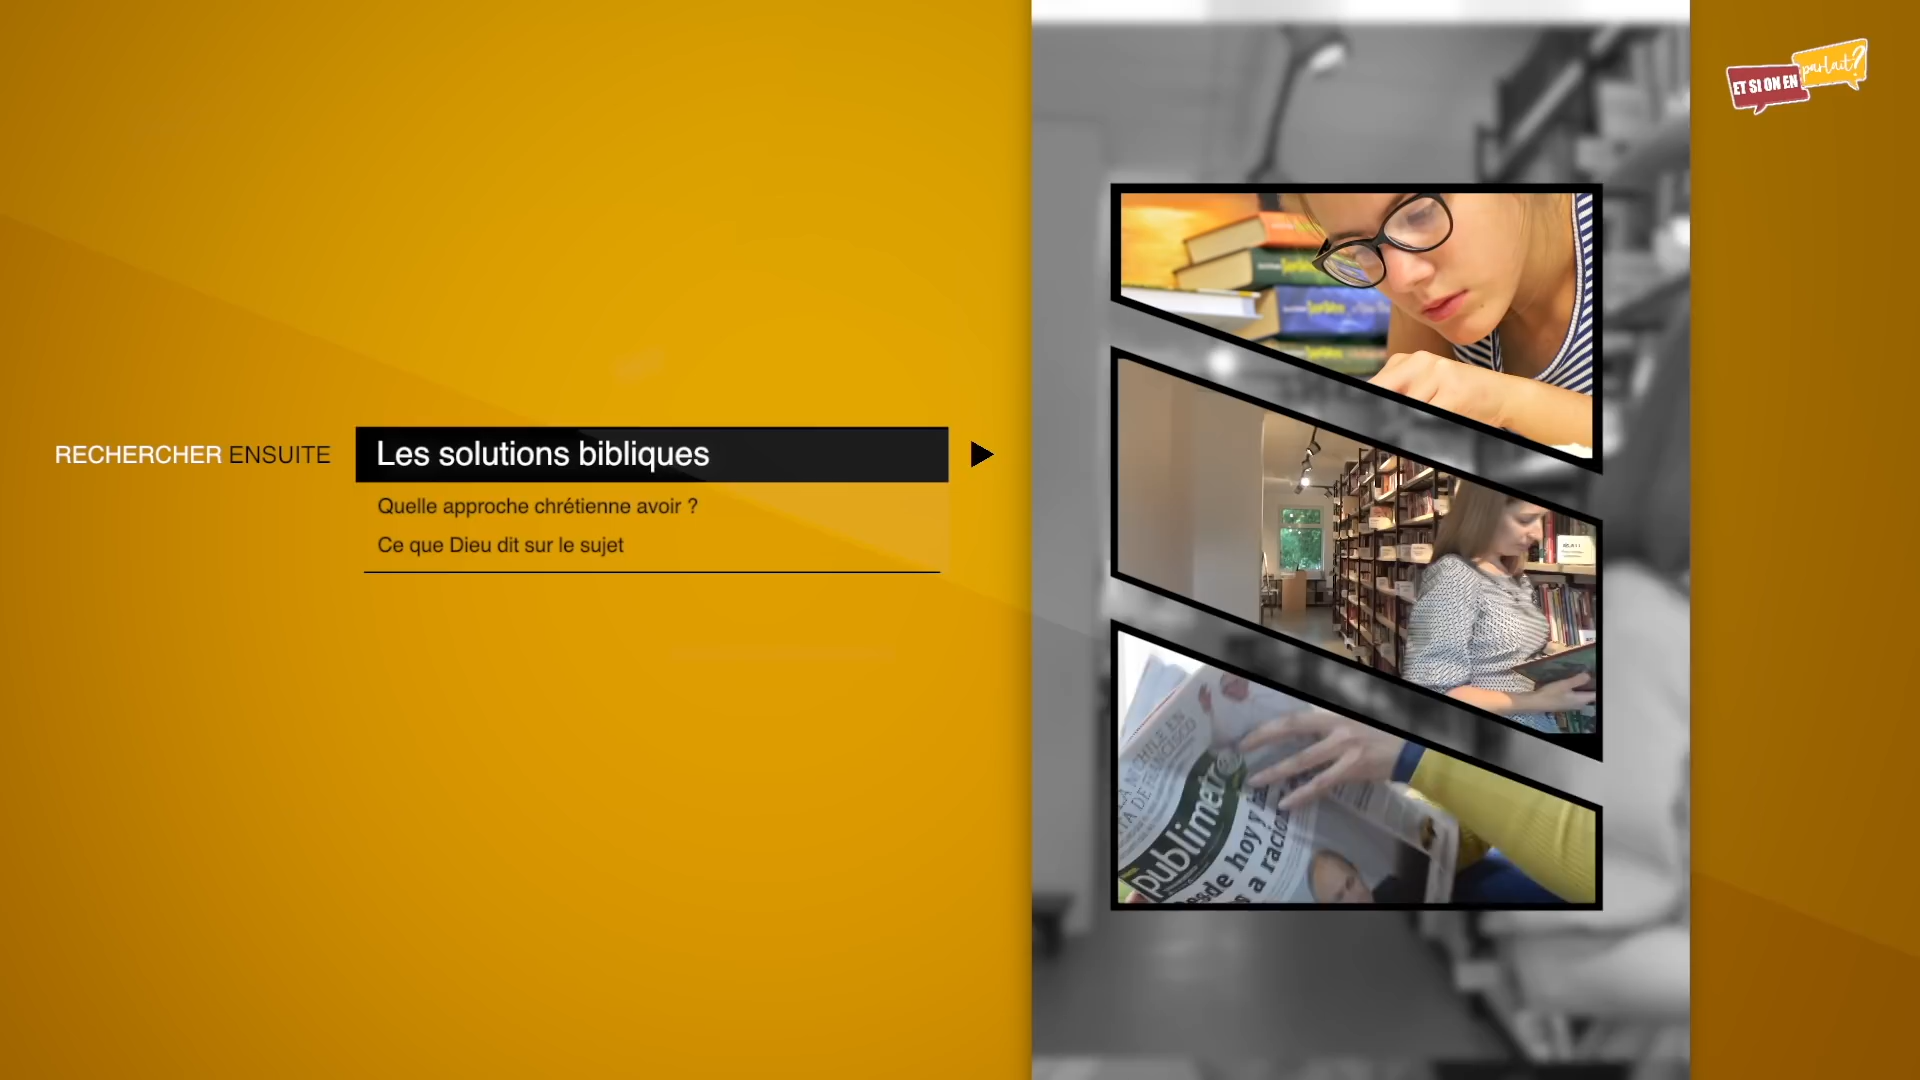 ET SI ON EN parlait?
RECHERCHER ENSUITE
Les solutions bibliques
Quelle approche chrétienne avoir ?
Ce que Dieu dit sur le sujet
publimetro
hoy y
a racio